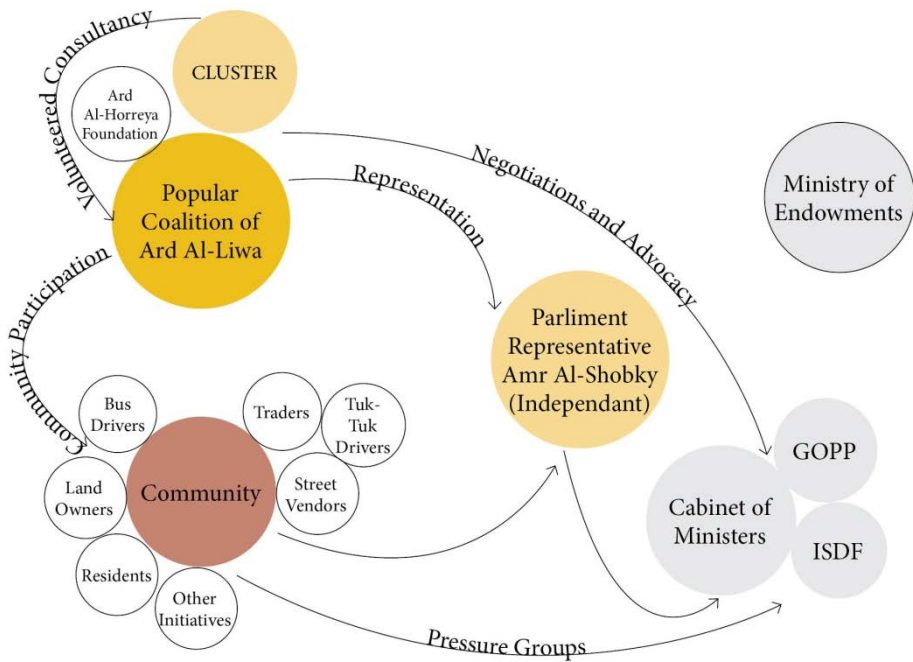 Volunteered Consultancy
CLUSTER
Ard
Al-Horreya
Foundation
Popular
Coalition of
Ard Al-Liwa
Representation
Negotiations and Advocacy
Ministry of
Endowments
Community Participation
Parliment
Representative
Amr Al-Shobky
(Independant)
Bus
Drivers
Traders
Tuk-
Tuk
Drivers
Land
Owners
Community
Street
Vendors
Residents
Other
Initiatives
GOPP
Cabinet of
Ministers
ISDF
Pressure Groups